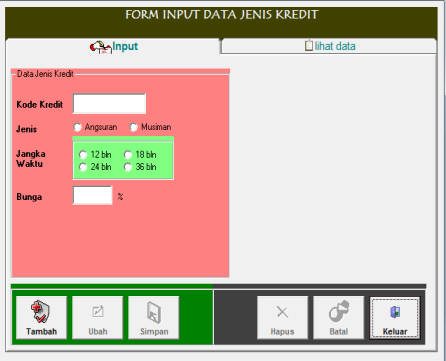 FORM INPUT DATA JENIS KREDIT
Input
lihat data
Data Jenis Kredit
Kode Kredit
Jenis Angsuran Musiman
Jangka Waktu
12 bln 18 bln
24 bln 36 bln
Bunga %
Tambah Ubah Simpan Hapus Batal Keluar